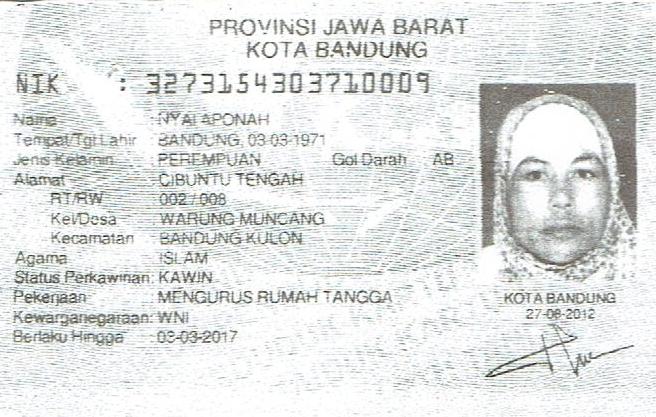 PROVINSI JAWA BARAT
KOTA BANDUNG
NIK : 3273154303710009
Nama : NYAI APONAH
Tempat/Tgl Lahir : BANDUNG, 03-03-1971
Jenis Kelamin : PEREMPUAN Gol Darah AB
Alamat : CIBUNTU TENGAH
RT/RW : 002 / 008
Kel/Desa : WARUNG MUNCANG
Kecamatan : BANDUNG KULON
Agama : ISLAM
Status Perkawinan: KAWIN
Pekerjaan : MENGURUS RUMAH TANGGA
Kewarganegaraan: WNI
Berlaku Hingga : 03-03-2017
KOTA BANDUNG
27-08-2012